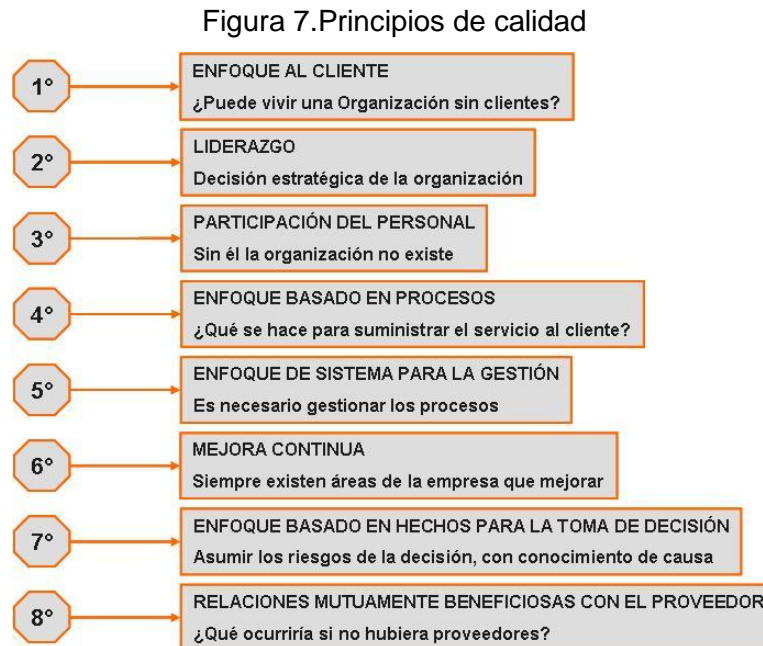 Figura 7.Principios de calidad
1°
ENFOQUE AL CLIENTE
¿Puede vivir una Organización sin clientes?
2°
LIDERAZGO
Decisión estratégica de la organización
3°
PARTICIPACIÓN DEL PERSONAL
Sin él la organización no existe
4°
ENFOQUE BASADO EN PROCESOS
¿Qué se hace para suministrar el servicio al cliente?
5°
ENFOQUE DE SISTEMA PARA LA GESTIÓN
Es necesario gestionar los procesos
6°
MEJORA CONTINUA
Siempre existen áreas de la empresa que mejorar
7°
ENFOQUE BASADO EN HECHOS PARA LA TOMA DE DECISIÓN
Asumir los riesgos de la decisión, con conocimiento de causa
8°
RELACIONES MUTUAMENTE BENEFICIOSAS CON EL PROVEEDOR
¿Qué ocurriría si no hubiera proveedores?